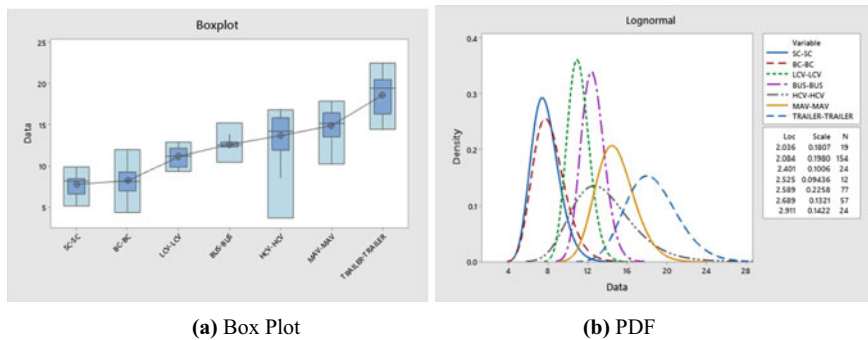 Boxplot
25
20
15
10
5
Data
SC-SC
BC-BC
LCV-LCV
BUS-BUS
HCV-HCV
MAV-MAV
TRAILER-TRAILER
(a) Box Plot
Lognormal
0.4
0.3
0.2
0.1
0.0
Density
4
8
12
16
20
24
28
Data
Variable
SC-SC
BC-BC
LCV-LCV
BUS-BUS
HCV-HCV
MAV-MAV
TRAILER-TRAILER
Loc Scale N
2.036 0.1807 19
2.084 0.1980 154
2.401 0.1006 24
2.525 0.09436 12
2.589 0.2258 77
2.689 0.1321 57
2.911 0.1422 24
(b) PDF